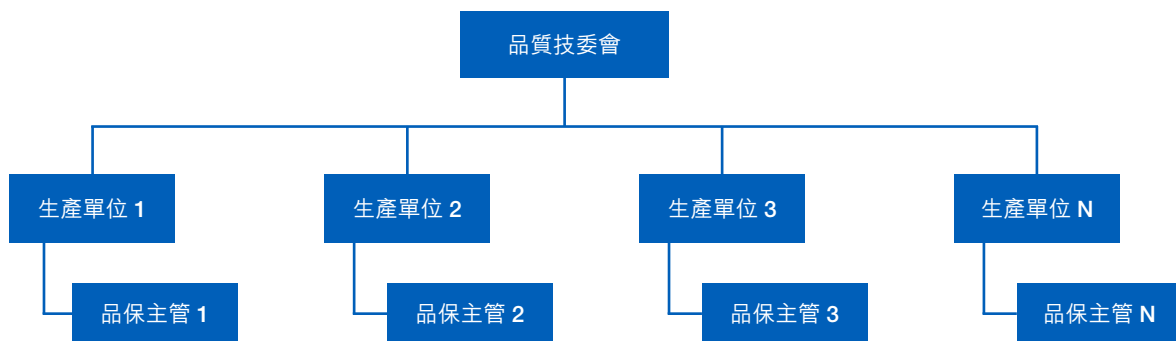 品質技委會
生產單位 1
生產單位 2
生產單位 3
生產單位 N
品保主管 1
品保主管 2
品保主管 3
品保主管 N